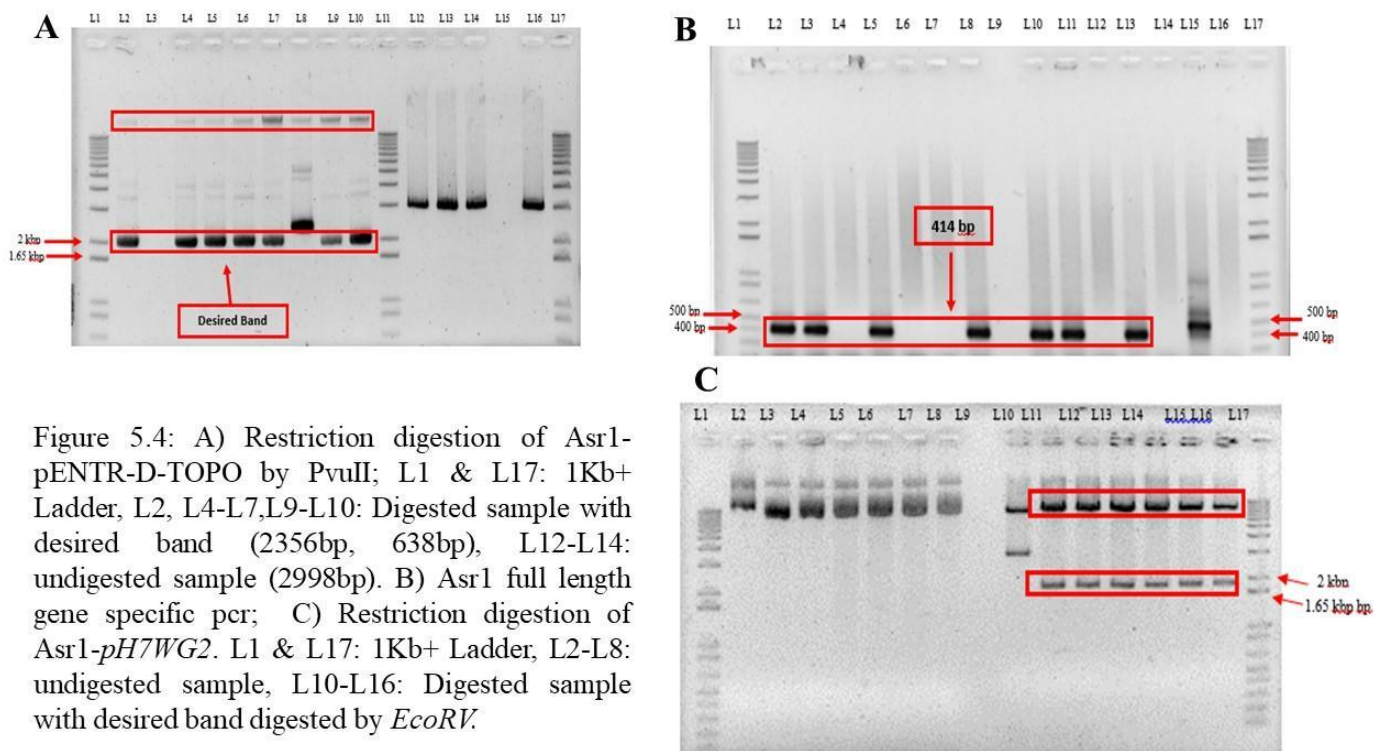 A
L1 L2 L3 L4 L5 L6 L7 L8 L9 L10 L11 L12 L13 L14 L15 L16 L17
2 kbp
1.65 kbp
Desired Band
B
L1 L2 L3 L4 L5 L6 L7 L8 L9 L10 L11 L12 L13 L14 L15 L16 L17
414 bp
500 bp
400 bp
500 bp
400 bp
C
L1 L2 L3 L4 L5 L6 L7 L8 L9 L10 L11 L12 L13 L14 L15 L16 L17
2 kbp
1.65 kbp bp
Figure 5.4: A) Restriction digestion of Asr1-
pENTR-D-TOPO by PvuII; L1 & L17: 1Kb+
Ladder, L2, L4-L7,L9-L10: Digested sample with
desired band (2356bp, 638bp), L12-L14:
undigested sample (2998bp). B) Asr1 full length
gene specific pcr; C) Restriction digestion of
Asr1-pH7WG2. L1 & L17: 1Kb+ Ladder, L2-L8:
undigested sample, L10-L16: Digested sample
with desired band digested by EcoRV.